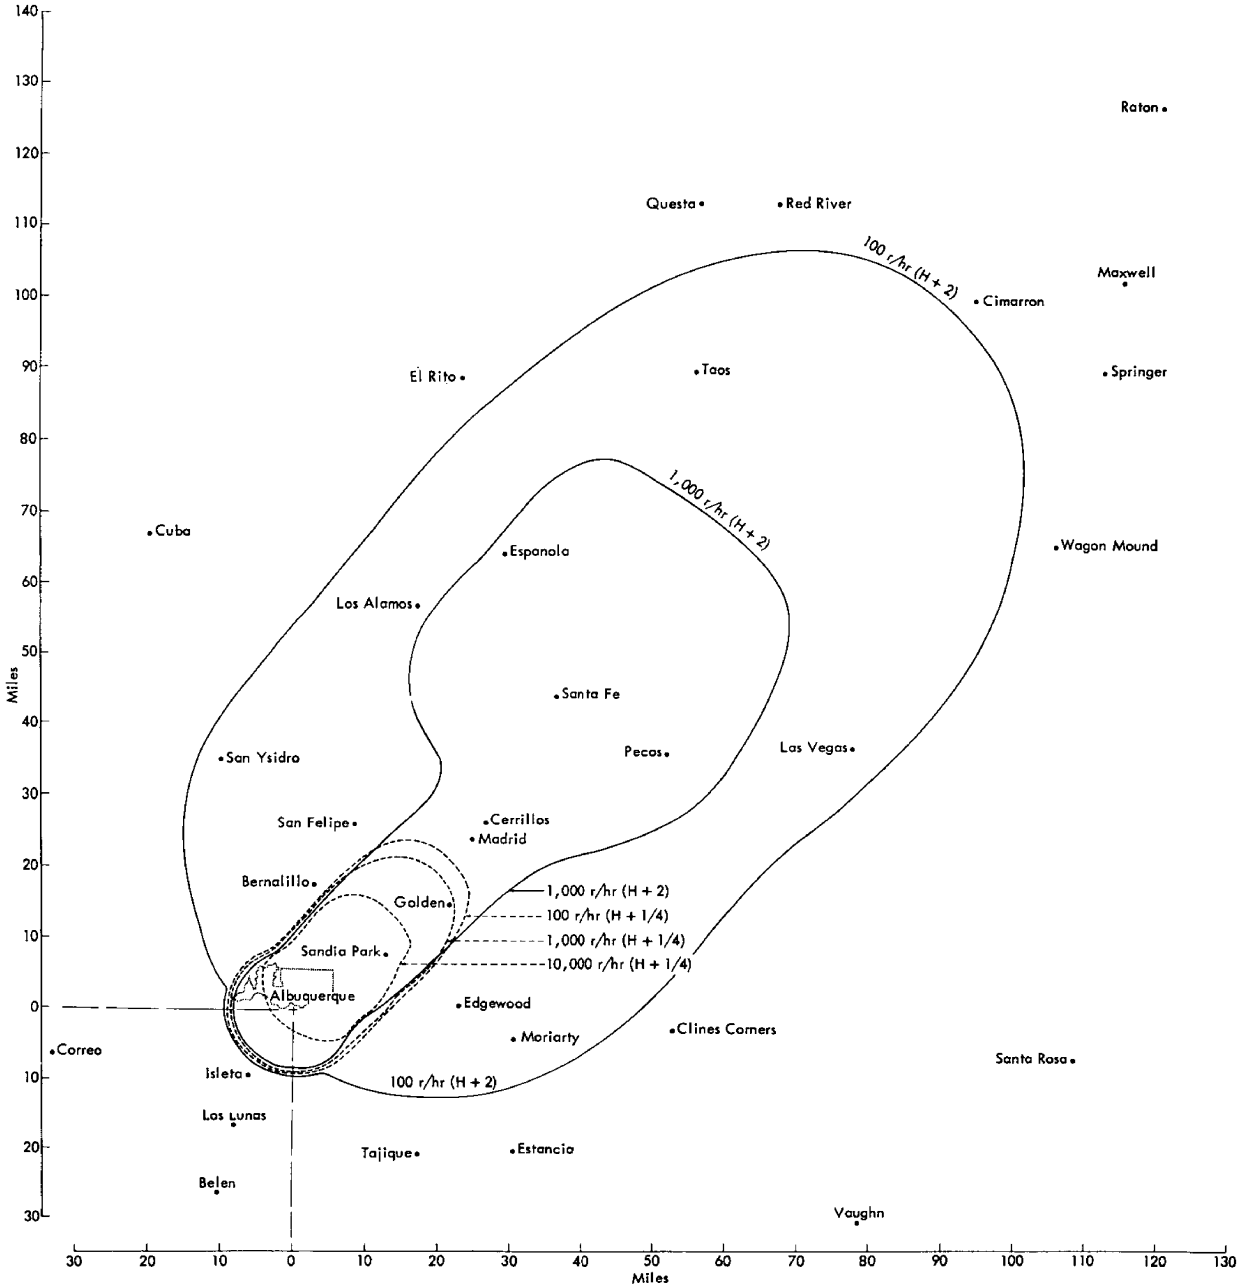 140
130
Raton
120
Questa
Red River
110
100 r/hr (H + 2)
Maxwell
100
Cimarron
90
El Rito
Taos
Springer
80
1,000 r/hr (H + 2)
70
Cuba
Espanola
Wagon Mound
60
Los Alamos
50
Miles
Santa Fe
40
Pecos
Las Vegas
San Ysidro
30
San Felipe
Cerrillos
Madrid
20
Bernalillo
1,000 r/hr (H + 2)
Golden
100 r/hr (H + 1/4)
10
1,000 r/hr (H + 1/4)
Sandia Park
10,000 r/hr (H + 1/4)
Albuquerque
0
Edgewood
Clines Corners
Moriarty
Correo
Santa Rosa
10
Isleta
100 r/hr (H + 2)
Los Lunas
20
Tajique
Estancia
Belen
30
Vaughn
30 20 10 0 10 20 30 40 50 60 70 80 90 100 110 120 130
Miles